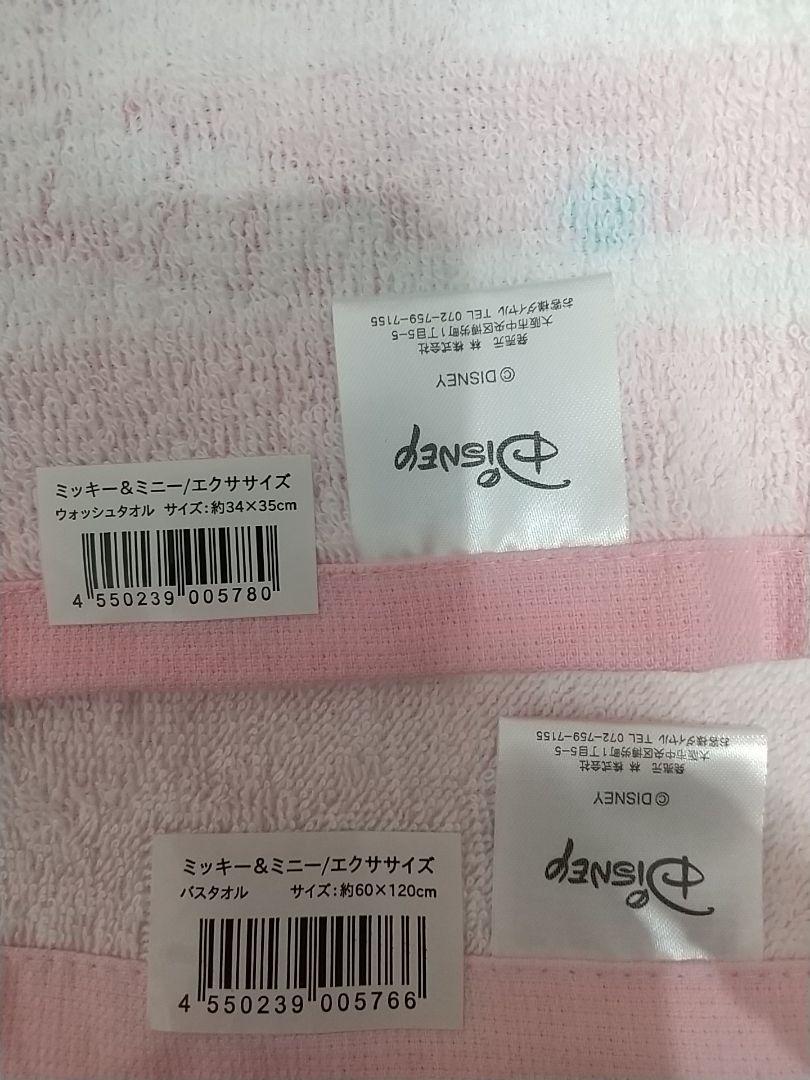 DISNEY
© DISNEY
発売元 林 株式会社
大阪市中央区博労町1丁目5-5
お客様ダイヤル TEL 072-759-7155
ミッキー&ミニー/エクササイズ
ウォッシュタオル サイズ:約34×35cm
4 550239 005780
DISNEY
© DISNEY
発売元 林 株式会社
大阪市中央区博労町1丁目5-5
お客様ダイヤル TEL 072-759-7155
ミッキー&ミニー/エクササイズ
バスタオル サイズ:約60×120cm
4 550239 005766